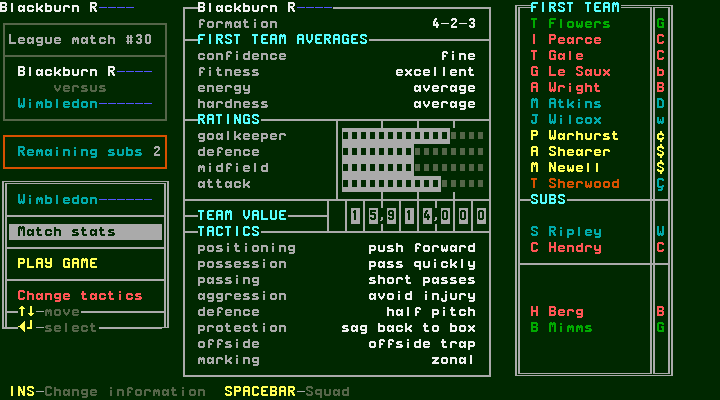 Blackburn R
League match #30
Blackburn R
versus
Wimbledon
Remaining subs 2
Wimbledon
Match stats
PLAY GAME
Change tactics
↑↓-move
-select
Blackburn R
formation 4-2-3
FIRST TEAM AVERAGES
confidence fine
fitness excellent
energy average
hardness average
RATINGS
goalkeeper
defence
midfield
attack
TEAM VALUE 15,914,000
TACTICS
positioning push forward
possession pass quickly
passing short passes
aggression avoid injury
defence half pitch
protection sag back to box
offside offside trap
marking zonal
FIRST TEAM
T Flowers G
I Pearce C
T Gale C
G Le Saux b
A Wright B
M Atkins D
J Wilcox w
P Warhurst ¢
A Shearer $
M Newell $
T Sherwood Ç
SUBS
S Ripley W
C Hendry C
H Berg B
B Mimms G
INS-Change information SPACEBAR-Squad